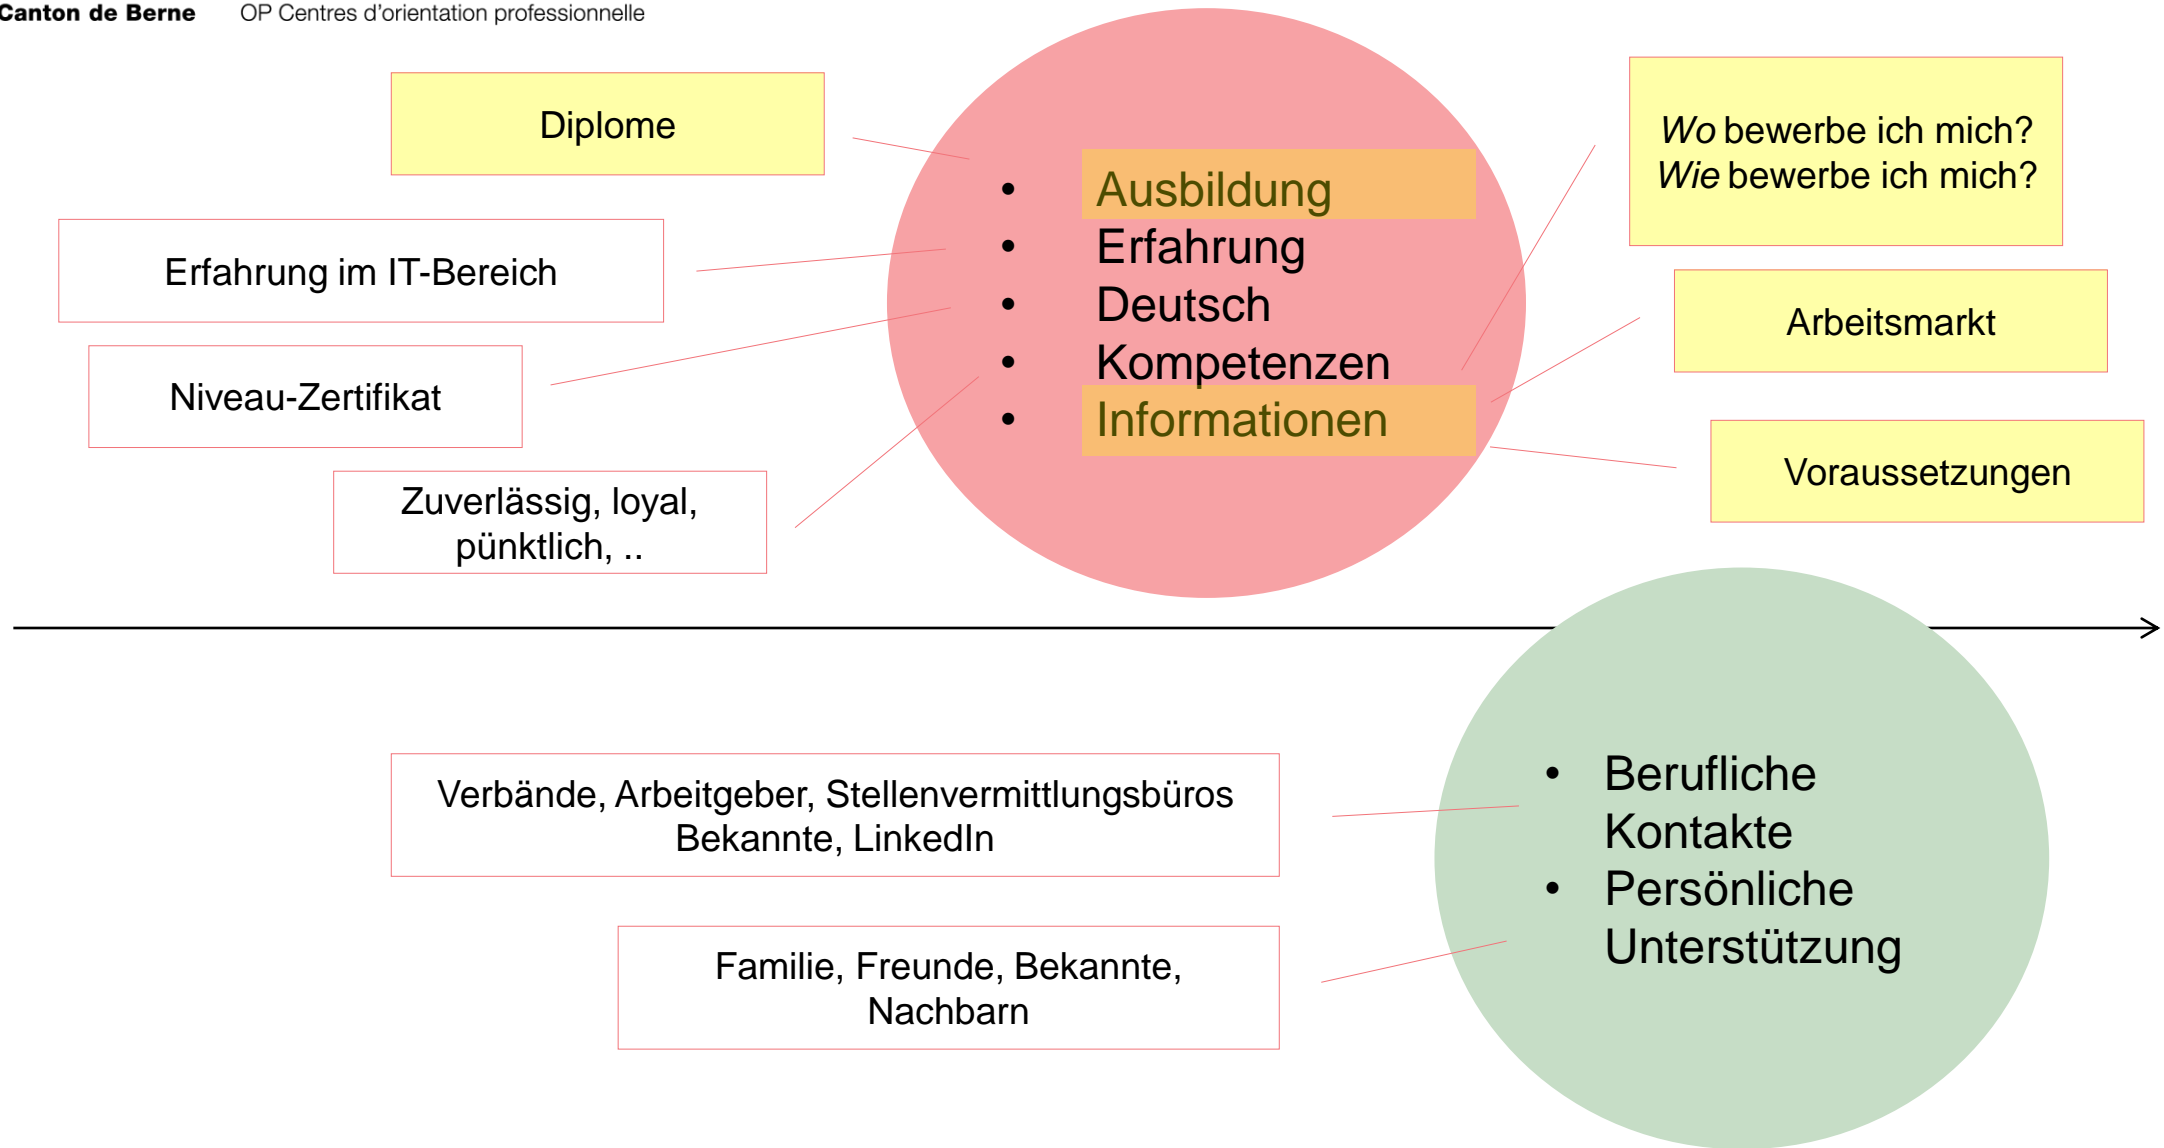 Canton de Berne OP Centres d'orientation professionnelle
Diplome
Erfahrung im IT-Bereich
Niveau-Zertifikat
Zuverlässig, loyal,
pünktlich, ..
• Ausbildung
• Erfahrung
• Deutsch
• Kompetenzen
• Informationen
Wo bewerbe ich mich?
Wie bewerbe ich mich?
Arbeitsmarkt
Voraussetzungen
Verbände, Arbeitgeber, Stellenvermittlungsbüros
Bekannte, LinkedIn
Familie, Freunde, Bekannte,
Nachbarn
• Berufliche
Kontakte
• Persönliche
Unterstützung